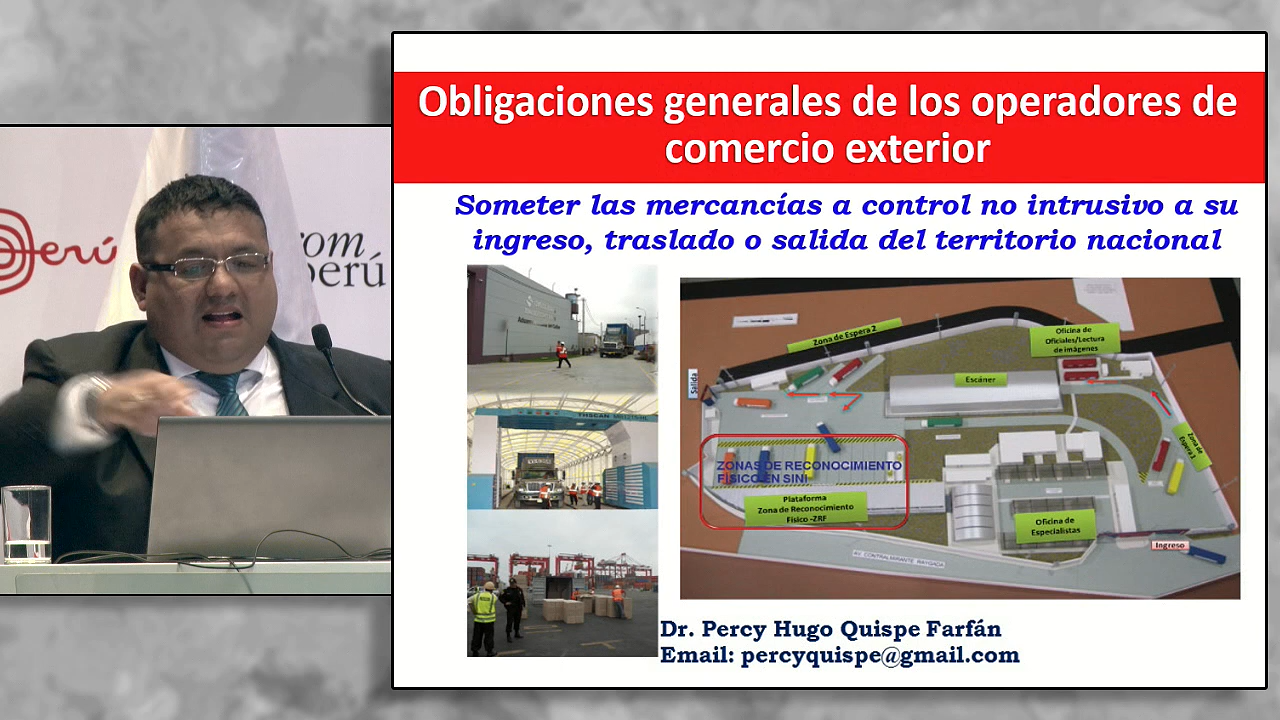 Obligaciones generales de los operadores de
comercio exterior
Someter las mercancías a control no intrusivo a su
ingreso, traslado o salida del territorio nacional
Perú
rom
perú
Zona de Espera 2
Oficina de
Oficiales/Lectura
de imágenes
Salida
Escáner
Zona de
Espera 1
ZONAS DE RECONOCIMIENTO
FÍSICO EN SINI
Plataforma
Zona de Reconocimiento
Físico -ZRF
Oficina de
Especialistas
Ingreso
Dr. Percy Hugo Quispe Farfán
Email: percyquispe@gmail.com